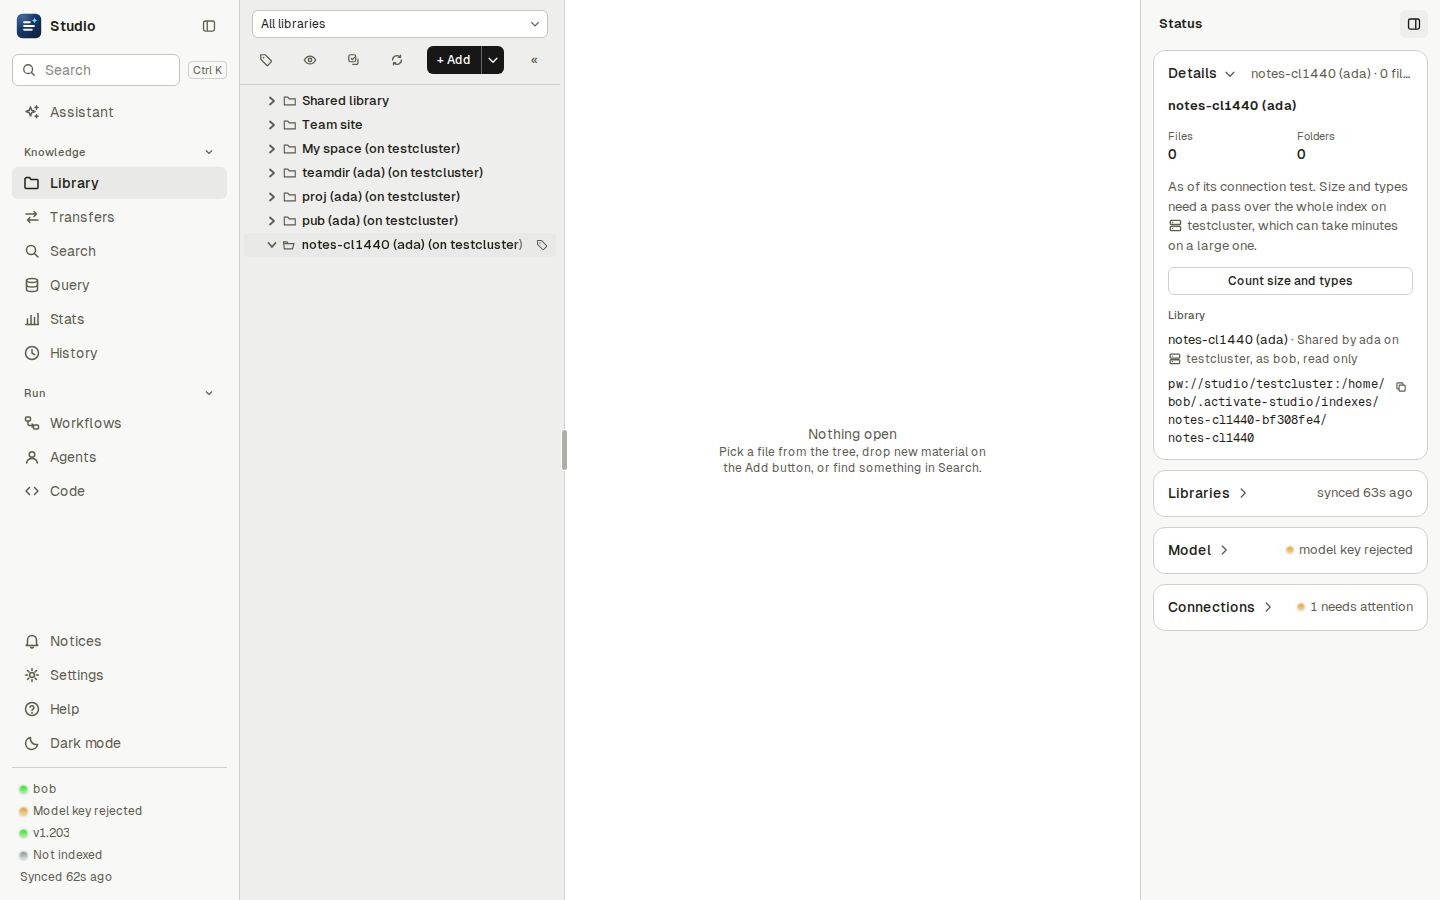 Studio
Search
Ctrl K
Assistant
Knowledge
Library
Transfers
Search
Query
Stats
History
Run
Workflows
Agents
Code
Notices
Settings
Help
Dark mode
bob
Model key rejected
v1.203
Not indexed
Synced 62s ago
All libraries
+ Add
«
Shared library
Team site
My space (on testcluster)
teamdir (ada) (on testcluster)
proj (ada) (on testcluster)
pub (ada) (on testcluster)
notes-cl1440 (ada) (on testcluster)
Nothing open
Pick a file from the tree, drop new material on
the Add button, or find something in Search.
Status
Details notes-cl1440 (ada) · 0 fil…
notes-cl1440 (ada)
Files Folders
0 0
As of its connection test. Size and types
need a pass over the whole index on
testcluster, which can take minutes
on a large one.
Count size and types
Library
notes-cl1440 (ada) · Shared by ada on
testcluster, as bob, read only
pw://studio/testcluster:/home/
bob/.activate-studio/indexes/
notes-cl1440-bf308fe4/
notes-cl1440
Libraries synced 63s ago
Model model key rejected
Connections 1 needs attention